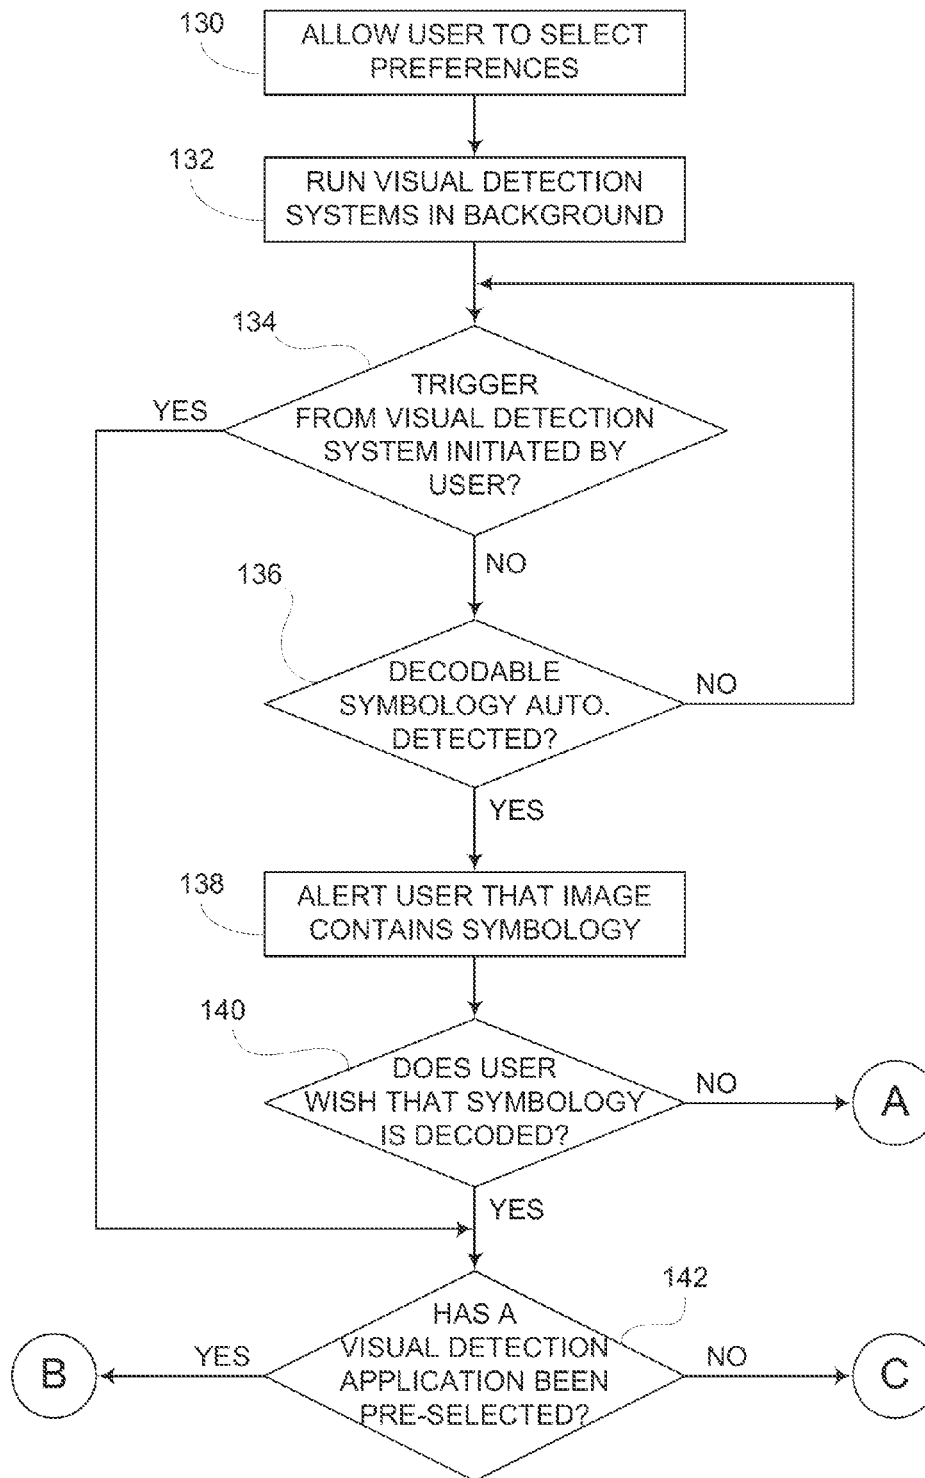 130
ALLOW USER TO SELECT
PREFERENCES
132
RUN VISUAL DETECTION
SYSTEMS IN BACKGROUND
134
TRIGGER
FROM VISUAL DETECTION
SYSTEM INITIATED BY
USER?
YES
NO
136
DECODABLE
SYMBOLOGY AUTO.
DETECTED?
NO
YES
138
ALERT USER THAT IMAGE
CONTAINS SYMBOLOGY
140
DOES USER
WISH THAT SYMBOLOGY
IS DECODED?
NO
A
YES
142
HAS A
VISUAL DETECTION
APPLICATION BEEN
PRE-SELECTED?
YES
B
NO
C